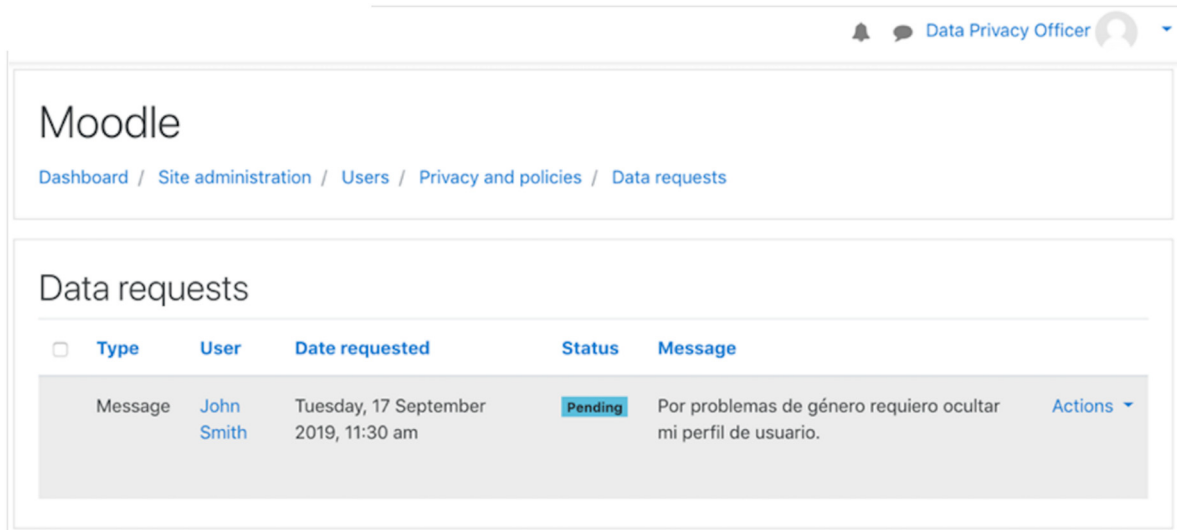 Data Privacy Officer
Moodle
Dashboard / Site administration / Users / Privacy and policies / Data requests
Data requests
Type User Date requested Status Message
Message John Smith Tuesday, 17 September 2019, 11:30 am Pending Por problemas de género requiero ocultar mi perfil de usuario. Actions